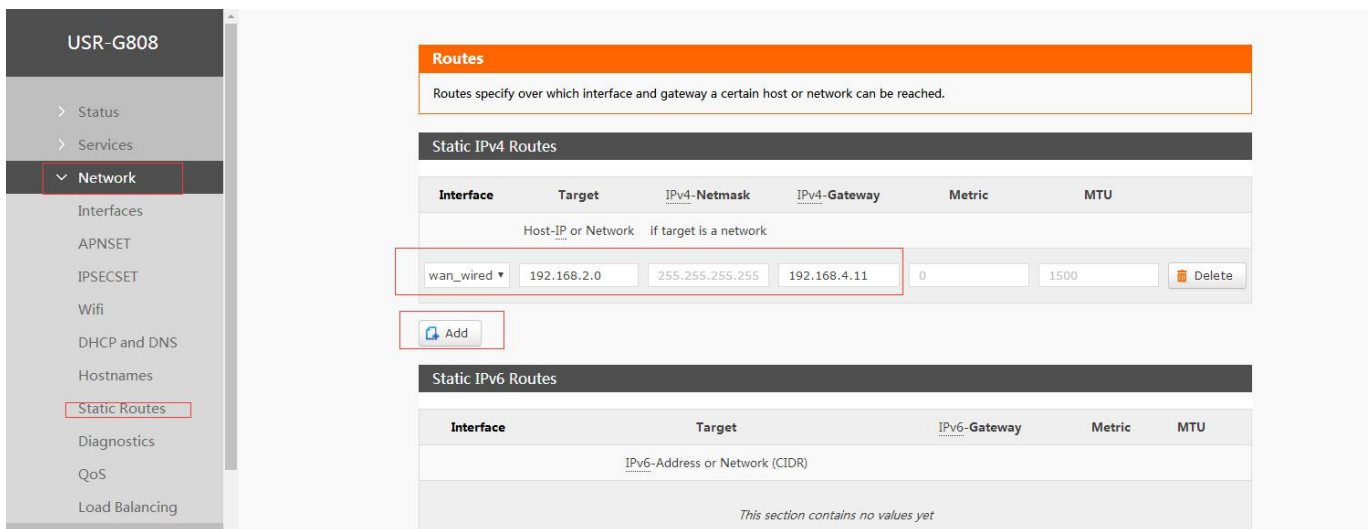 USR-G808
Status
Services
Network
Interfaces
APNSET
IPSECSET
Wifi
DHCP and DNS
Hostnames
Static Routes
Diagnostics
QoS
Load Balancing
Routes
Routes specify over which interface and gateway a certain host or network can be reached.
Static IPv4 Routes
Interface Target IPv4-Netmask IPv4-Gateway Metric MTU
Host-IP or Network if target is a network
wan_wired 192.168.2.0 255.255.255.255 192.168.4.11 0 1500 Delete
Add
Static IPv6 Routes
Interface Target IPv6-Gateway Metric MTU
IPv6-Address or Network (CIDR)
This section contains no values yet